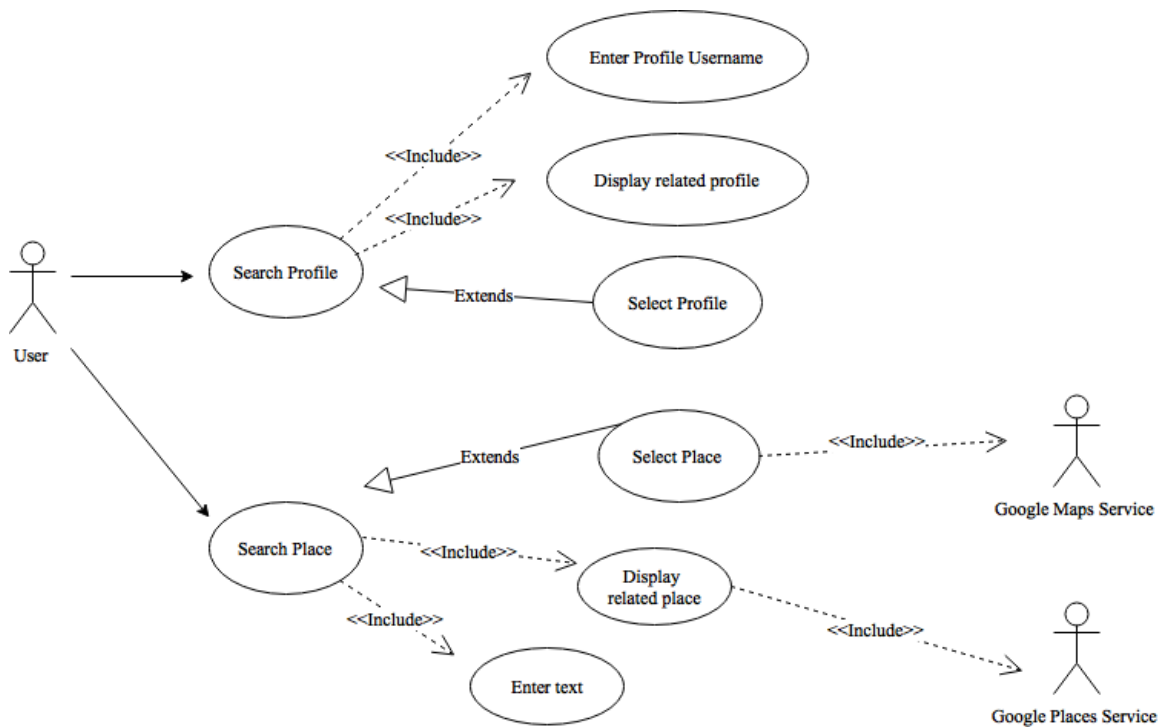 Enter Profile Username
<<Include>>
Display related profile
<<Include>>
Search Profile
Extends
Select Profile
User
<<Include>>
Extends
Select Place
Google Maps Service
Search Place
<<Include>>
Display
related place
<<Include>>
<<Include>>
Enter text
Google Places Service